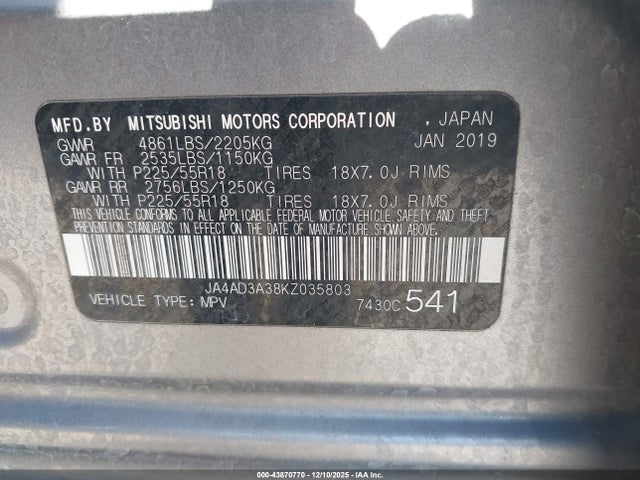 MFD.BY MITSUBISHI MOTORS CORPORATION , JAPAN
GVWR 4861LBS/2205KG JAN 2019
GAWR FR 2535LBS/1150KG
WITH P225/55R18 TIRES 18X7.0J RIMS
GAWR RR 2756LBS/1250KG
WITH P225/55R18 TIRES 18X7.0J RIMS
THIS VEHICLE CONFORMS TO ALL APPLICABLE FEDERAL MOTOR VEHICLE SAFETY AND THEFT
PREVENTION STANDARDS IN EFFECT ON THE DATE OF MANUFACTURE SHOWN ABOVE.
JA4AD3A38KZ035803
VEHICLE TYPE: MPV 7430C 541
000-43870770 - 12/10/2025 - IAA Inc.